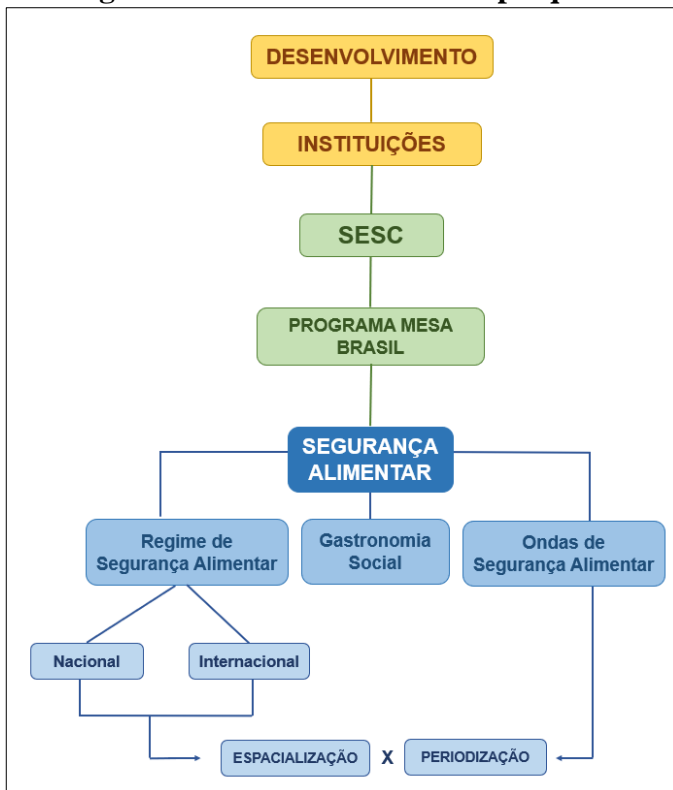 DESENVOLVIMENTO
INSTITUIÇÕES
SESC
PROGRAMA MESA
BRASIL
SEGURANÇA
ALIMENTAR
Regime de
Segurança Alimentar
Gastronomia
Social
Ondas de
Segurança Alimentar
Nacional
Internacional
ESPACIALIZAÇÃO X PERIODIZAÇÃO